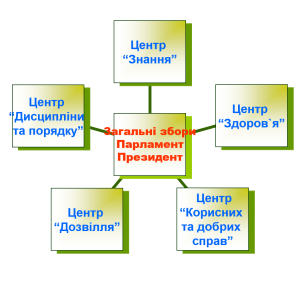 Центр
“Знання”
Центр
“Дисципліни
та порядку”
Загальні збори
Парламент
Президент
Центр
“Здоров`я”
Центр
“Дозвілля”
Центр
“Корисних
та добрих
справ”